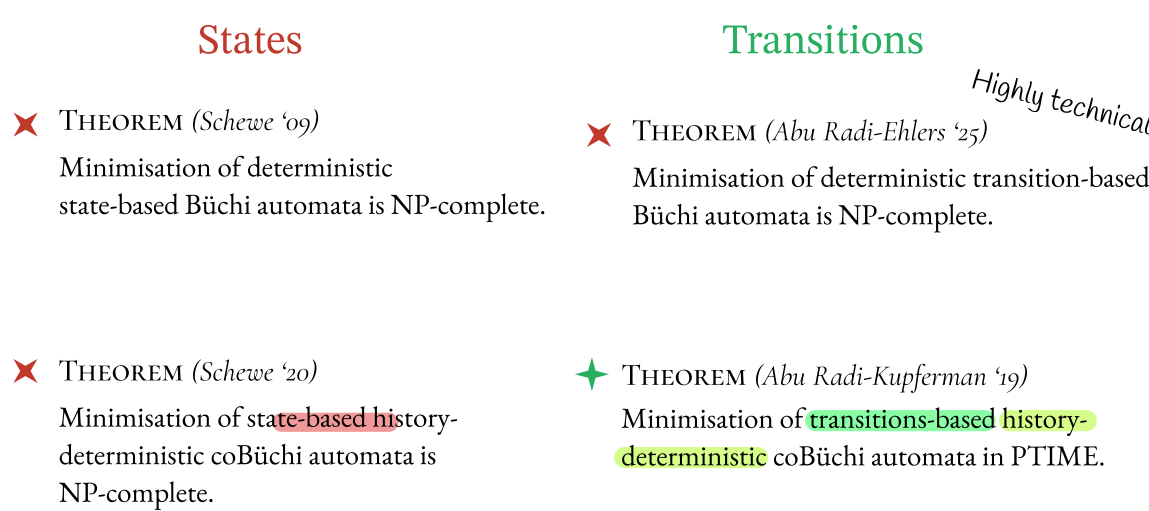 States
THEOREM (Schewe ‘09)
Minimisation of deterministic
state-based Büchi automata is NP-complete.
THEOREM (Schewe ‘20)
Minimisation of state-based history-
deterministic coBüchi automata is
NP-complete.
Transitions
Highly technical
THEOREM (Abu Radi-Ehlers ‘25)
Minimisation of deterministic transition-based
Büchi automata is NP-complete.
THEOREM (Abu Radi-Kupferman ‘19)
Minimisation of transitions-based history-
deterministic coBüchi automata in PTIME.